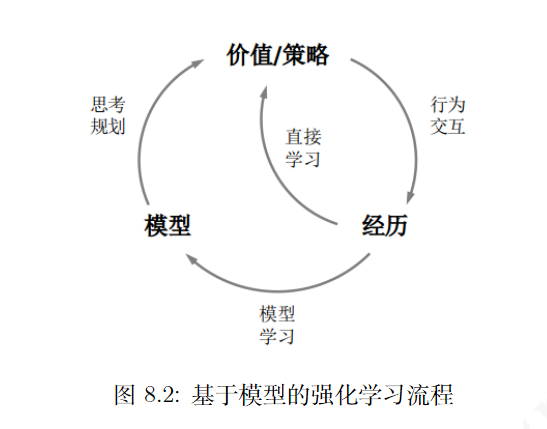 价值/策略
思考
规划
行为
交互
直接
学习
模型
经历
模型
学习
图 8.2: 基于模型的强化学习流程